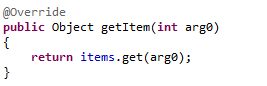 @Override
public Object getItem(int arg0)
{
    return items.get(arg0);
}